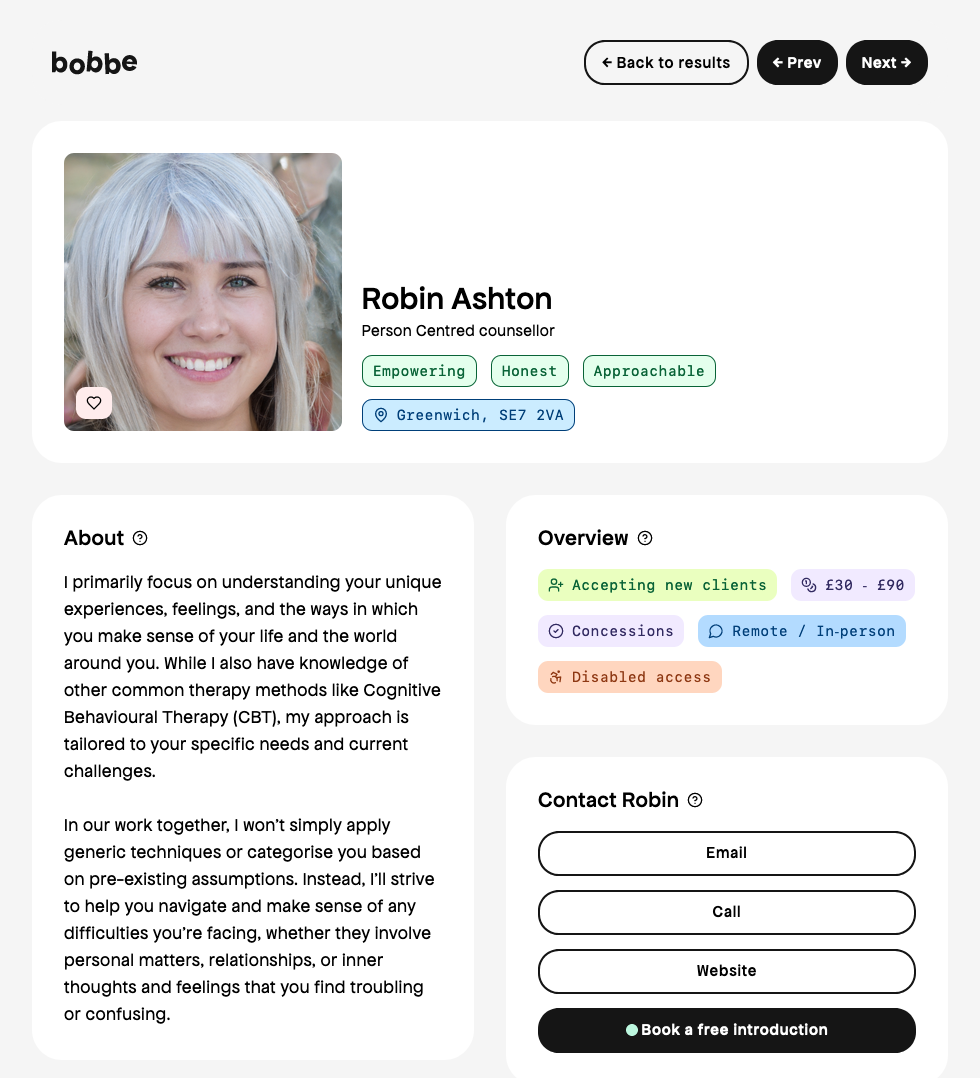 bobbe
← Back to results
← Prev
Next →
Robin Ashton
Person Centred counsellor
Empowering
Honest
Approachable
Greenwich, SE7 2VA
About
I primarily focus on understanding your unique
experiences, feelings, and the ways in which
you make sense of your life and the world
around you. While I also have knowledge of
other common therapy methods like Cognitive
Behavioural Therapy (CBT), my approach is
tailored to your specific needs and current
challenges.
In our work together, I won’t simply apply
generic techniques or categorise you based
on pre-existing assumptions. Instead, I’ll strive
to help you navigate and make sense of any
difficulties you’re facing, whether they involve
personal matters, relationships, or inner
thoughts and feelings that you find troubling
or confusing.
Overview
Accepting new clients
£30 - £90
Concessions
Remote / In-person
Disabled access
Contact Robin
Email
Call
Website
Book a free introduction